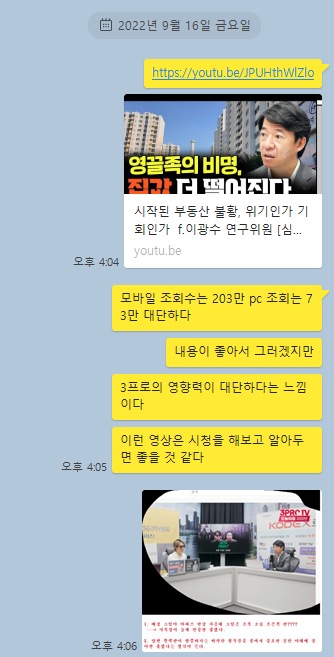 2022년 9월 16일 금요일
https://youtu.be/JPUHthWlZlo
영끌족의 비명,
집값 더 떨어진다
시작된 부동산 불황, 위기인가 기
회인가 f.이광수 연구위원 [심...
youtu.be
오후 4:04
모바일 조회수는 203만 pc 조회는 7
3만 대단하다
내용이 좋아서 그러겠지만
3프로의 영향력이 대단하다는 느낌
이다
이런 영상은 시청을 해보고 알아두
면 좋을 것 같다
오후 4:05
3PRO TV
KODEX
오후 4:06